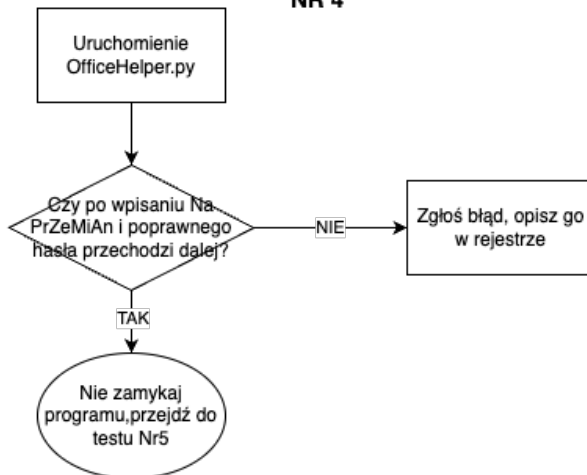 NR 4
Uruchomienie
OfficeHelper.py
Czy po wpisaniu Na
PrZeMiAn i poprawnego
hasła przechodzi dalej?
NIE
Zgłoś błąd, opisz go
w rejestrze
TAK
Nie zamykaj
programu,przejdź do
testu Nr5